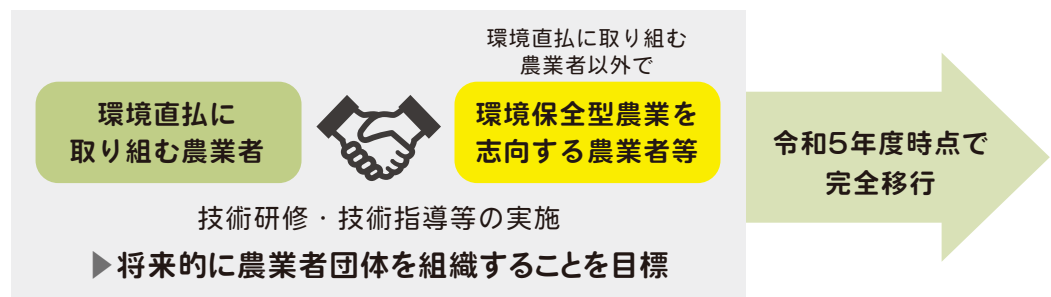 環境直払に取り組む
農業者以外で
環境直払に
取り組む農業者
環境保全型農業を
志向する農業者等
技術研修・技術指導等の実施
▶将来的に農業者団体を組織することを目標
令和5年度時点で
完全移行